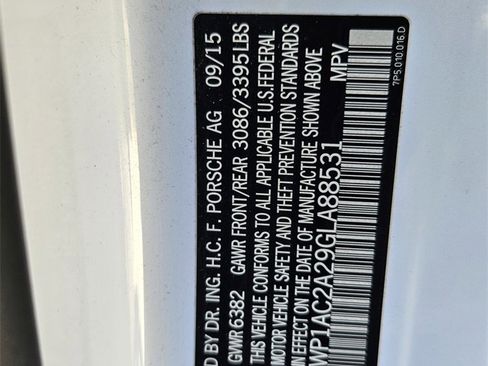 D BY DR. ING. H.C. F. PORSCHE AG 09/15
GVWR 6382 GAWR FRONT/REAR 3086/3395LBS
THIS VEHICLE CONFORMS TO ALL APPLICABLE U.S.FEDERAL
MOTOR VEHICLE SAFETY AND THEFT PREVENTION STANDARDS
IN EFFECT ON THE DATE OF MANUFACTURE SHOWN ABOVE
WP1AC2A29GLA88531 MPV
7P5.010.016.D